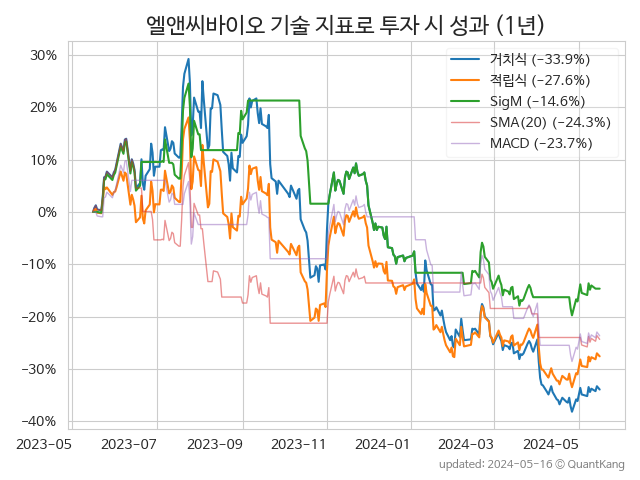 엘앤씨바이오 기술 지표로 투자 시 성과 (1년)
거치식 (−33.9%)
적립식 (−27.6%)
SigM (−14.6%)
SMA(20) (−24.3%)
MACD (−23.7%)
30%
20%
10%
0%
−10%
−20%
−30%
−40%
2023−05 2023−07 2023−09 2023−11 2024−01 2024−03 2024−05
updated: 2024-05-16 © QuantKang